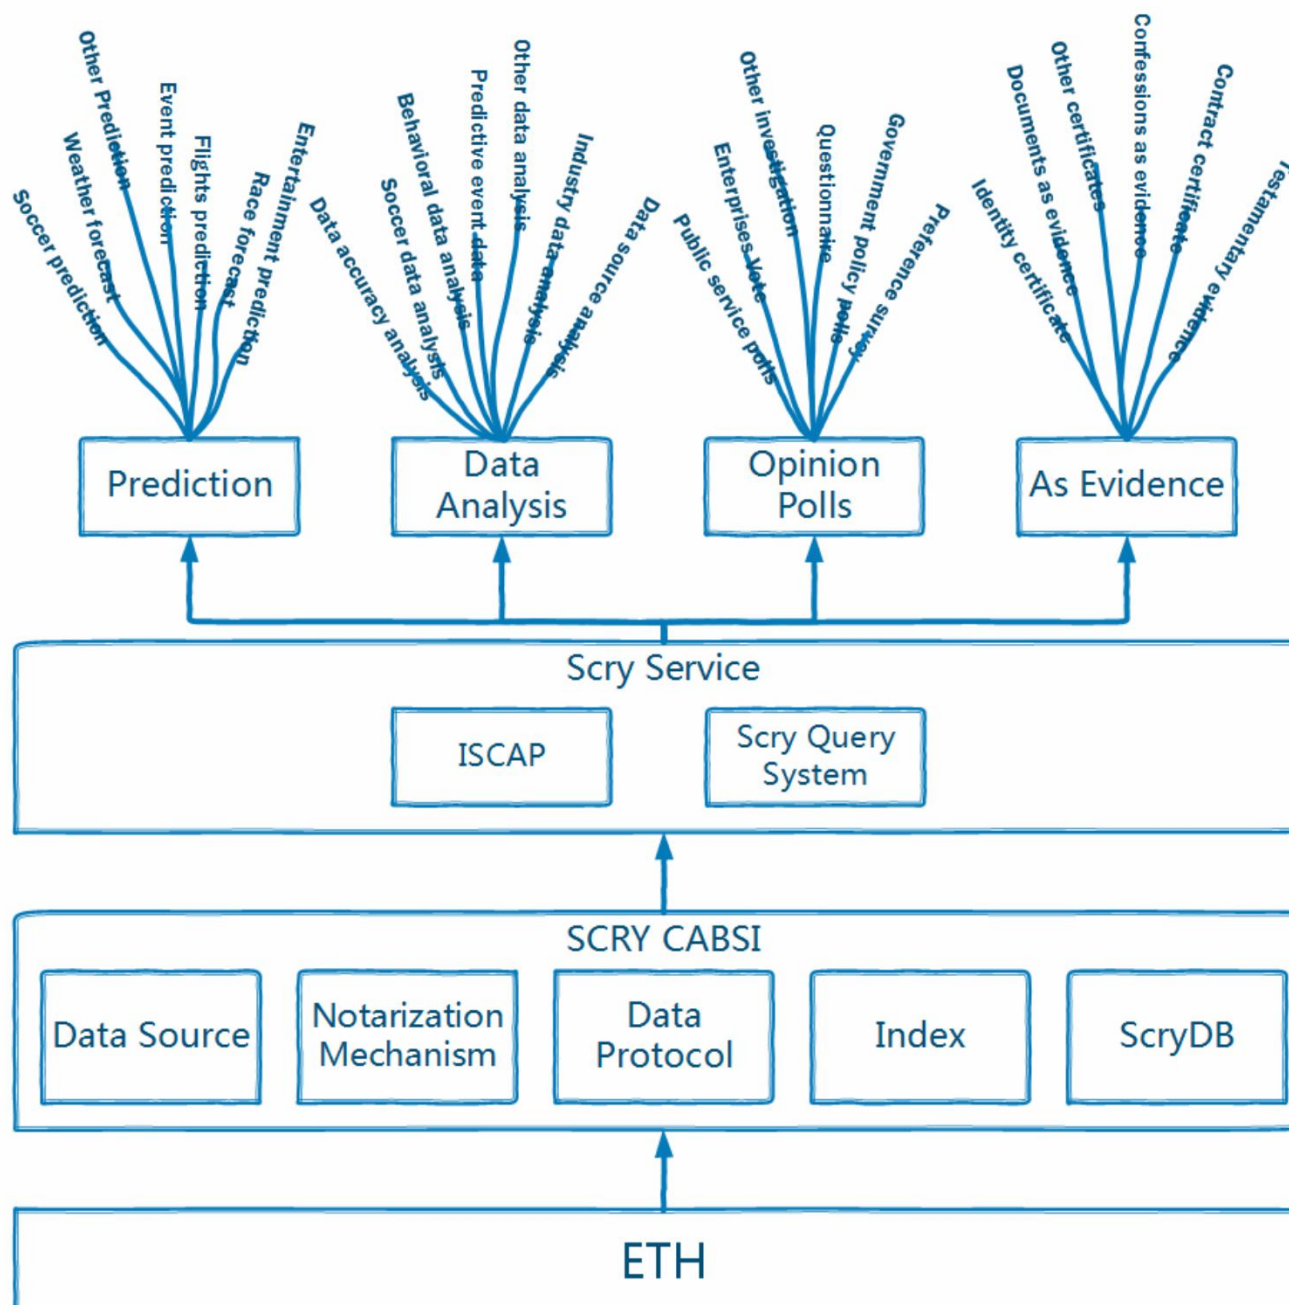 Soccer prediction
Weather forecast
Other Prediction
Event prediction
Flights prediction
Race forecast
Entertainment prediction
Data accuracy analysis
Soccer data analysis
Behavioral data analysis
Predictive event data
Other data analysis
Industry data analysis
Data source analysis
Public service polls
Enterprises Vote
Other investigation
Questionnaire
Government policy polls
Preference survey
Identity certificate
Documents as evidence
Other certificates
Confessions as evidence
Contract certificate
Testamentary evidence
Prediction
Data
Analysis
Opinion
Polls
As Evidence
Scry Service
ISCAP
Scry Query
System
SCRY CABSI
Data Source
Notarization
Mechanism
Data
Protocol
Index
ScryDB
ETH